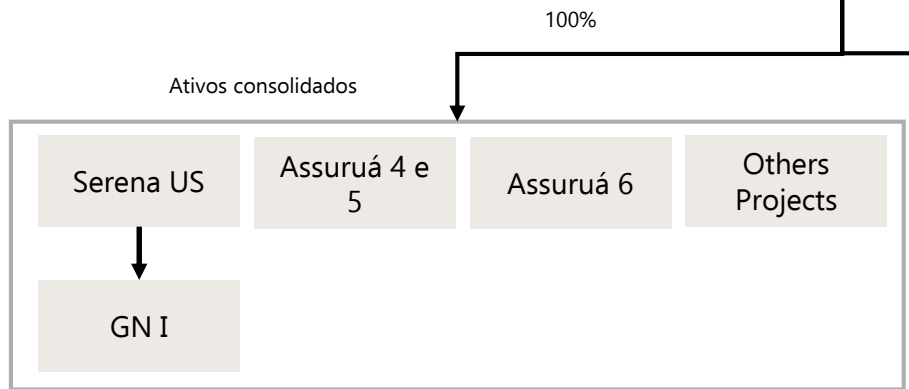 100%
Ativos consolidados
Serena US
Assuruá 4 e
5
Assuruá 6
Others
Projects
GN I